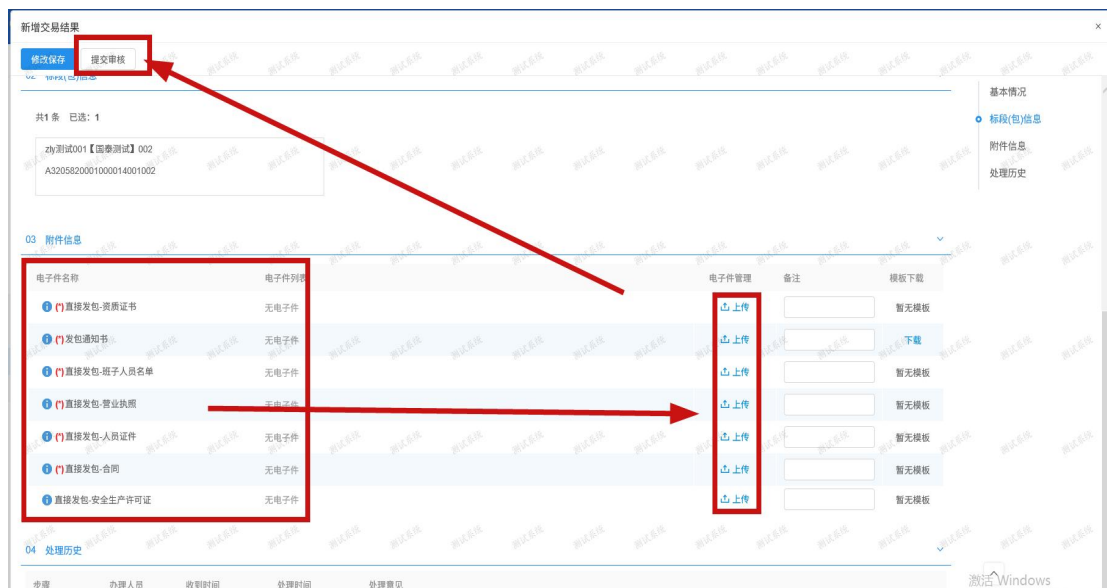 新增交易结果 ×
修改保存 提交审核
02 标段(包)信息
基本情况
标段(包)信息
附件信息
处理历史
共1 条 已选：1
zly测试001【国泰测试】002
A3205820001000014001002
03 附件信息
电子件名称 电子件列表 电子件管理 备注 模板下载
(*)直接发包-资质证书 无电子件 上传 暂无模板
(*)发包通知书 无电子件 上传 下载
(*)直接发包-班子人员名单 无电子件 上传 暂无模板
(*)直接发包-营业执照 无电子件 上传 暂无模板
(*)直接发包-人员证件 无电子件 上传 暂无模板
(*)直接发包-合同 无电子件 上传 暂无模板
直接发包-安全生产许可证 无电子件 上传 暂无模板
04 处理历史
步骤 办理人员 收到时间 处理时间 处理意见
激活 Windows
测试系统